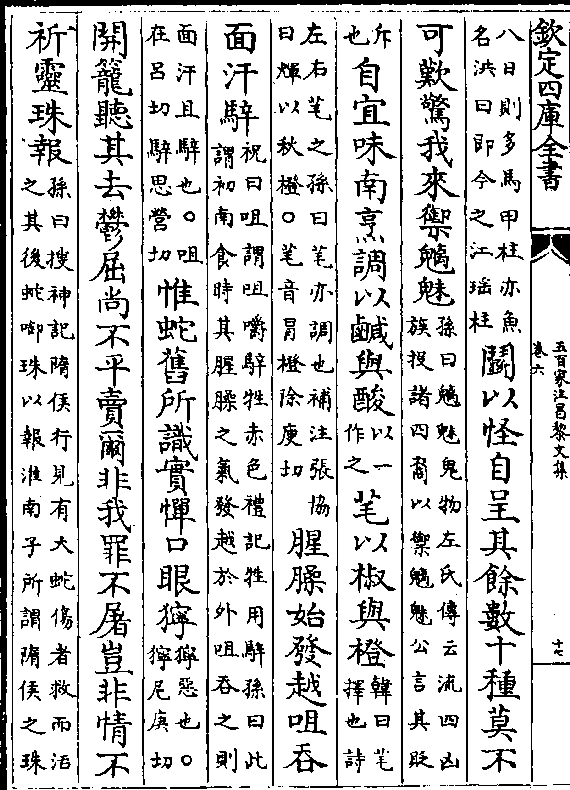 欽定四庫全書
五百家注昌黎文集
卷六
十七
八日則多馬甲柱亦魚名洪曰即今之江瑶柱鬬以怪自呈其餘數十種莫不
可歎驚我來禦魑魅孫曰魑魅鬼物左氏傳云流四凶族投諸四裔以禦魑魅公言其貶
斥也自宜味南烹調以鹹與酸以一作之芼以椒與橙韓曰芼擇也詩
左右芼之孫曰芼亦調也補注張協曰燀以秋橙○芼音冐橙除庚切腥臊始發越咀吞
面汗騂祝曰咀謂咀嚼騂牲赤色禮記牲用騂孫曰此謂初南食時其腥臊之氣發越於外咀吞之則
面汗且騂也○咀在吕切騂思營切惟蛇舊所識實憚口眼獰獰惡也○獰尼庚切
開籠聽其去鬱屈尚不平賣爾非我罪不屠豈非情不
祈靈珠報孫曰搜神記隋侯行見有大蛇傷者救而治之其後蛇啣珠以報淮南子所謂隋侯之珠